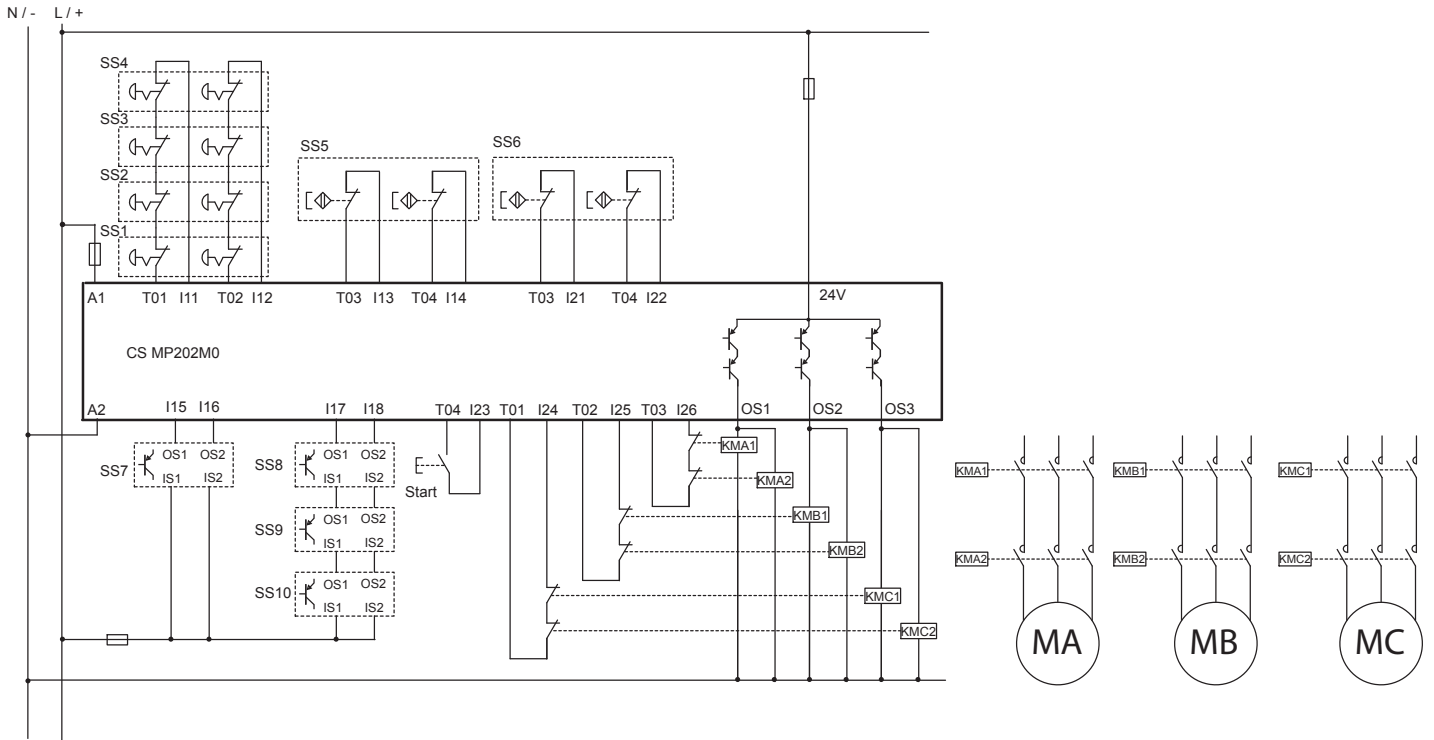 N / - L / +
SS4
SS3
SS2
SS1
SS5
SS6
A1 T01 I11 T02 I12 T03 I13 T04 I14 T03 I21 T04 I22 24V
CS MP202M0
A2 I15 I16 I17 I18 T04 I23 T01 I24 T02 I25 T03 I26 OS1 OS2 OS3
SS7 OS1 OS2
IS1 IS2
SS8 OS1 OS2
IS1 IS2
SS9 OS1 OS2
IS1 IS2
SS10 OS1 OS2
IS1 IS2
Start
KMA1
KMA2
KMB1
KMB2
KMC1
KMC2
KMA1 KMB1 KMC1
KMA2 KMB2 KMC2
MA MB MC